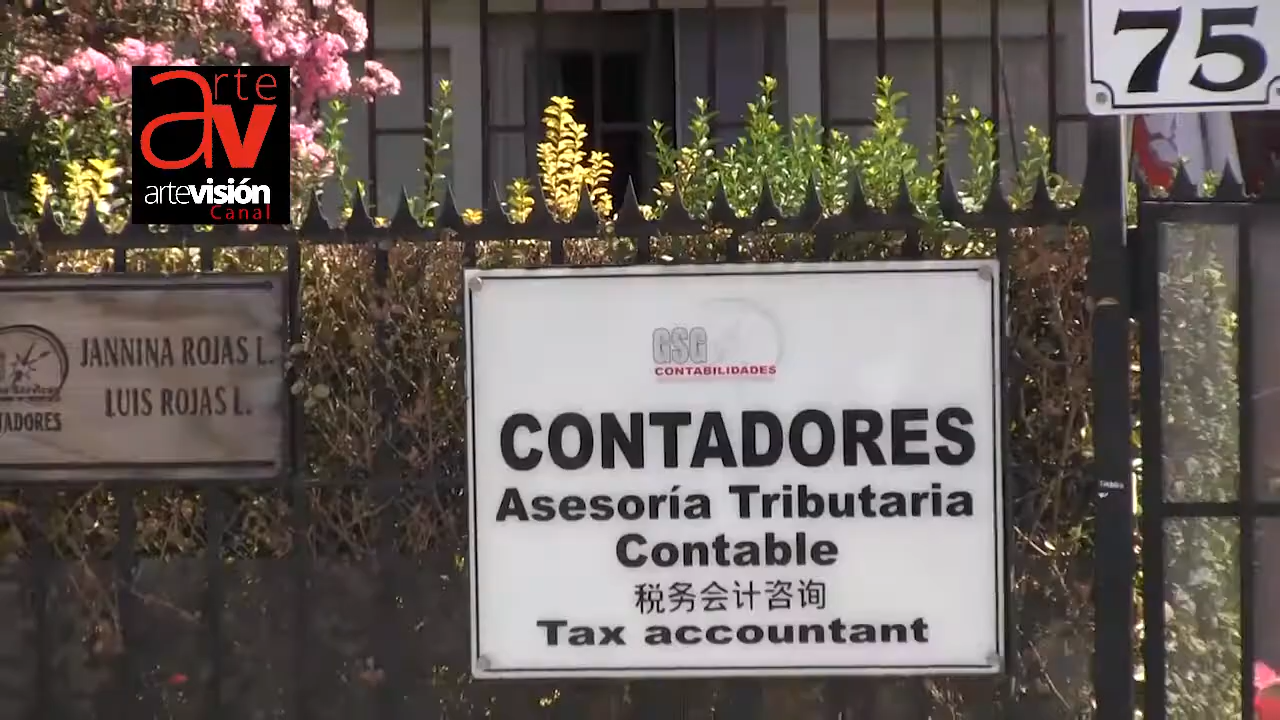 75
arte
av
artevisión
Canal
JANNINA ROJAS L.
LUIS ROJAS L.
TADORES
GSG
CONTABILIDADES
CONTADORES
Asesoría Tributaria
Contable
税务会计咨询
Tax accountant